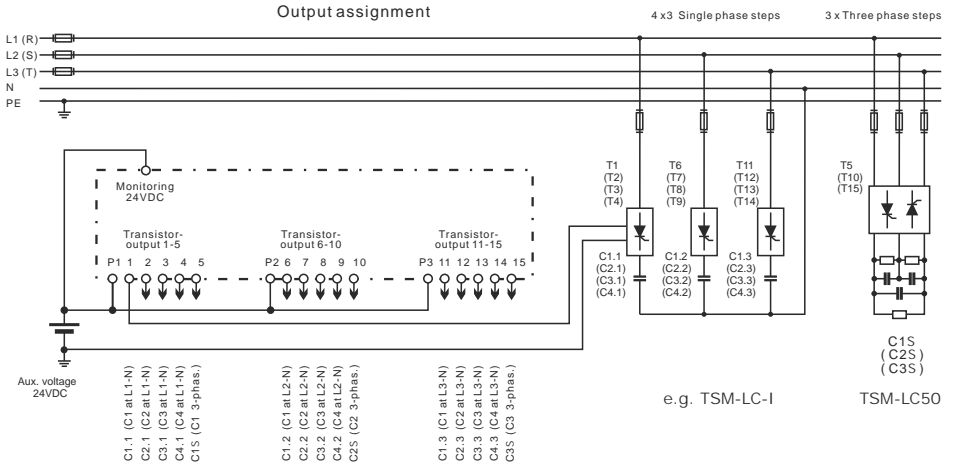 Output assignment
4 x3 Single phase steps
3 x Three phase steps
L1 (R)
L2 (S)
L3 (T)
N
PE
Monitoring
24VDC
Transistor-
output 1-5
Transistor-
output 6-10
Transistor-
output 11-15
P1 1 2 3 4 5
P2 6 7 8 9 10
P3 11 12 13 14 15
T1
(T2)
(T3)
(T4)
T6
(T7)
(T8)
(T9)
T11
(T12)
(T13)
(T14)
T5
(T10)
(T15)
C1.1
(C2.1)
(C3.1)
(C4.1)
C1.2
(C2.2)
(C3.2)
(C4.2)
C1.3
(C2.3)
(C3.3)
(C4.3)
C1S
(C2S)
(C3S)
Aux. voltage
24VDC
C1.1 (C1 at L1-N)
C2.1 (C2 at L1-N)
C3.1 (C3 at L1-N)
C4.1 (C4 at L1-N)
C1S (C1 3-phas.)
C1.2 (C1 at L2-N)
C2.2 (C2 at L2-N)
C3.2 (C3 at L2-N)
C4.2 (C4 at L2-N)
C2S (C2 3-phas.)
C1.3 (C1 at L3-N)
C2.3 (C2 at L3-N)
C3.3 (C3 at L3-N)
C4.3 (C4 at L3-N)
C3S (C3 3-phas.)
e.g. TSM-LC-I
TSM-LC50